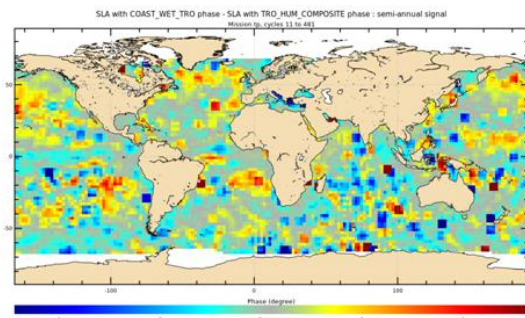 SLA with COAST_WET_TRO phase - SLA with TRO_HUM_COMPOSITE phase : semi-annual signal
Mission tp, cycles 11 to 481
50
0
-50
-100
0
100
Phase (degree)